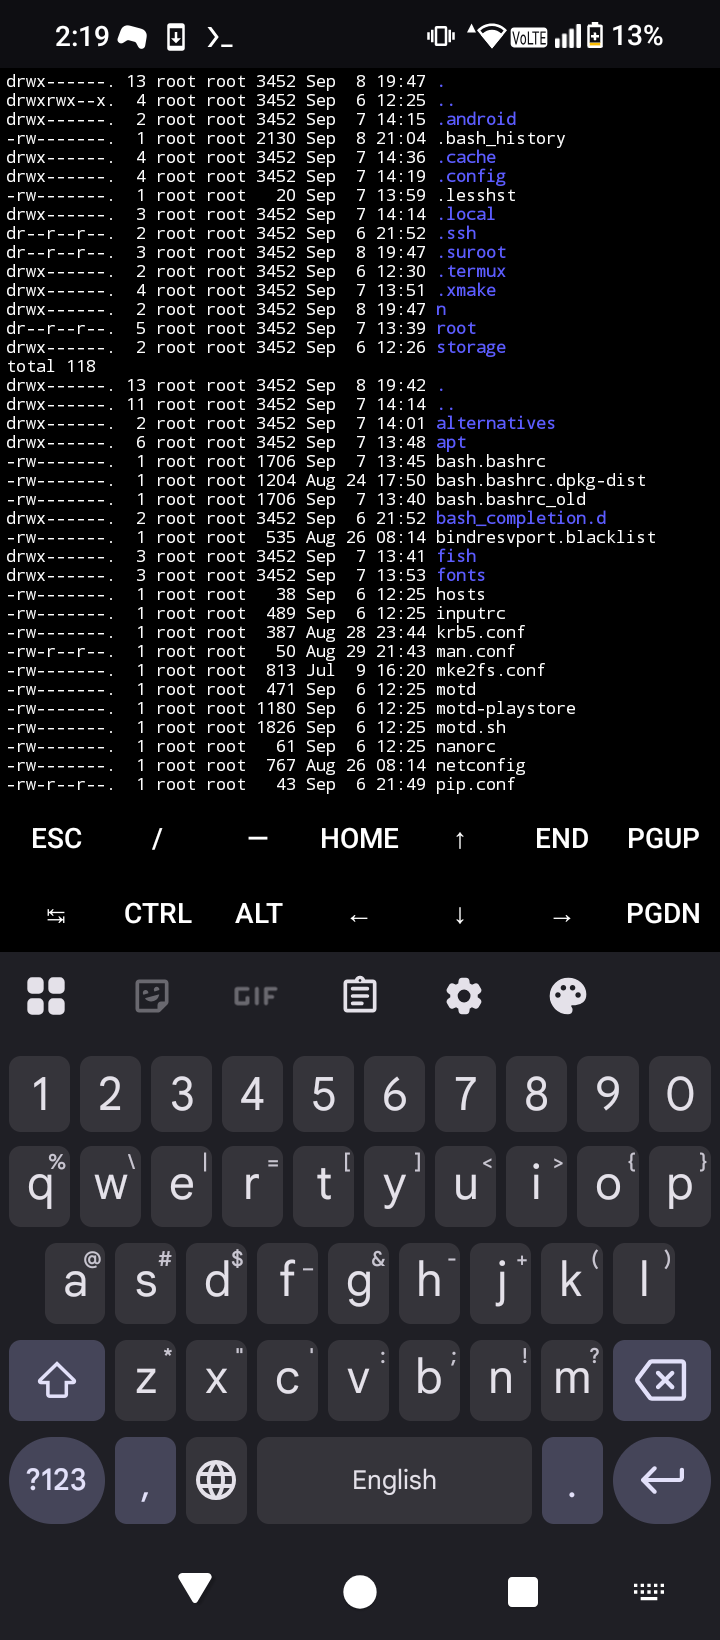 2:19 VoLTE 13%
drwx------. 13 root root 3452 Sep  8 19:47 .
drwxrwx--x.  4 root root 3452 Sep  6 12:25 ..
drwx------.  2 root root 3452 Sep  7 14:15 .android
-rw-------.  1 root root 2130 Sep  8 21:04 .bash_history
drwx------.  4 root root 3452 Sep  7 14:36 .cache
drwx------.  4 root root 3452 Sep  7 14:19 .config
-rw-------.  1 root root   20 Sep  7 13:59 .lesshst
drwx------.  3 root root 3452 Sep  7 14:14 .local
dr--r--r--.  2 root root 3452 Sep  6 21:52 .ssh
dr--r--r--.  3 root root 3452 Sep  8 19:47 .suroot
drwx------.  2 root root 3452 Sep  6 12:30 .termux
drwx------.  4 root root 3452 Sep  7 13:51 .xmake
drwx------.  2 root root 3452 Sep  8 19:47 n
dr--r--r--.  5 root root 3452 Sep  7 13:39 root
drwx------.  2 root root 3452 Sep  6 12:26 storage
total 118
drwx------. 13 root root 3452 Sep  8 19:42 .
drwx------. 11 root root 3452 Sep  7 14:14 ..
drwx------.  2 root root 3452 Sep  7 14:01 alternatives
drwx------.  6 root root 3452 Sep  7 13:48 apt
-rw-------.  1 root root 1706 Sep  7 13:45 bash.bashrc
-rw-------.  1 root root 1204 Aug 24 17:50 bash.bashrc.dpkg-dist
-rw-------.  1 root root 1706 Sep  7 13:40 bash.bashrc_old
drwx------.  2 root root 3452 Sep  6 21:52 bash_completion.d
-rw-------.  1 root root  535 Aug 26 08:14 bindresvport.blacklist
drwx------.  3 root root 3452 Sep  7 13:41 fish
drwx------.  3 root root 3452 Sep  7 13:53 fonts
-rw-------.  1 root root   38 Sep  6 12:25 hosts
-rw-------.  1 root root  489 Sep  6 12:25 inputrc
-rw-------.  1 root root  387 Aug 28 23:44 krb5.conf
-rw-r--r--.  1 root root   50 Aug 29 21:43 man.conf
-rw-------.  1 root root  813 Jul  9 16:20 mke2fs.conf
-rw-------.  1 root root  471 Sep  6 12:25 motd
-rw-------.  1 root root 1180 Sep  6 12:25 motd-playstore
-rw-------.  1 root root 1826 Sep  6 12:25 motd.sh
-rw-------.  1 root root   61 Sep  6 12:25 nanorc
-rw-------.  1 root root  767 Aug 26 08:14 netconfig
-rw-r--r--.  1 root root   43 Sep  6 21:49 pip.conf
ESC / — HOME ↑ END PGUP
↹ CTRL ALT ← ↓ → PGDN
GIF
1 2 3 4 5 6 7 8 9 0
q % w \ e | r = t [ y ] u < i > o { p }
a @ s # d $ f _ g & h - j + k ( l )
z * x " c ' v : b ; n ! m ?
?123 , English .